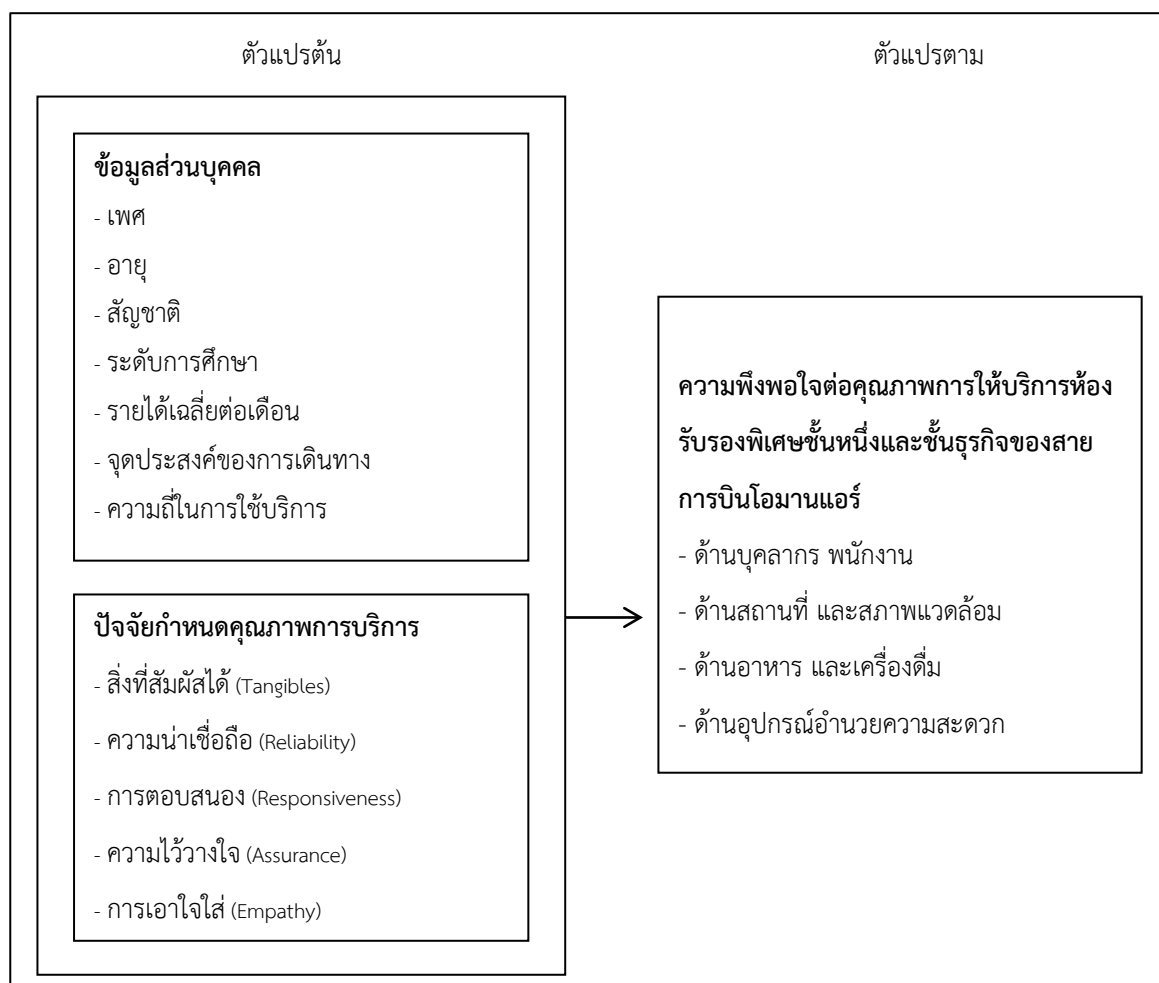 ตัวแปรต้น
ตัวแปรตาม
ข้อมูลส่วนบุคคล
- เพศ
- อายุ
- สัญชาติ
- ระดับการศึกษา
- รายได้เฉลี่ยต่อเดือน
- จุดประสงค์ของการเดินทาง
- ความถี่ในการใช้บริการ
ปัจจัยกำหนดคุณภาพการบริการ
- สิ่งที่สัมผัสได้ (Tangibles)
- ความน่าเชื่อถือ (Reliability)
- การตอบสนอง (Responsiveness)
- ความไว้วางใจ (Assurance)
- การเอาใจใส่ (Empathy)
ความพึงพอใจต่อคุณภาพการให้บริการห้อง
รับรองพิเศษชั้นหนึ่งและชั้นธุรกิจของสาย
การบินโอมานแอร์
- ด้านบุคลากร พนักงาน
- ด้านสถานที่ และสภาพแวดล้อม
- ด้านอาหาร และเครื่องดื่ม
- ด้านอุปกรณ์อำนวยความสะดวก